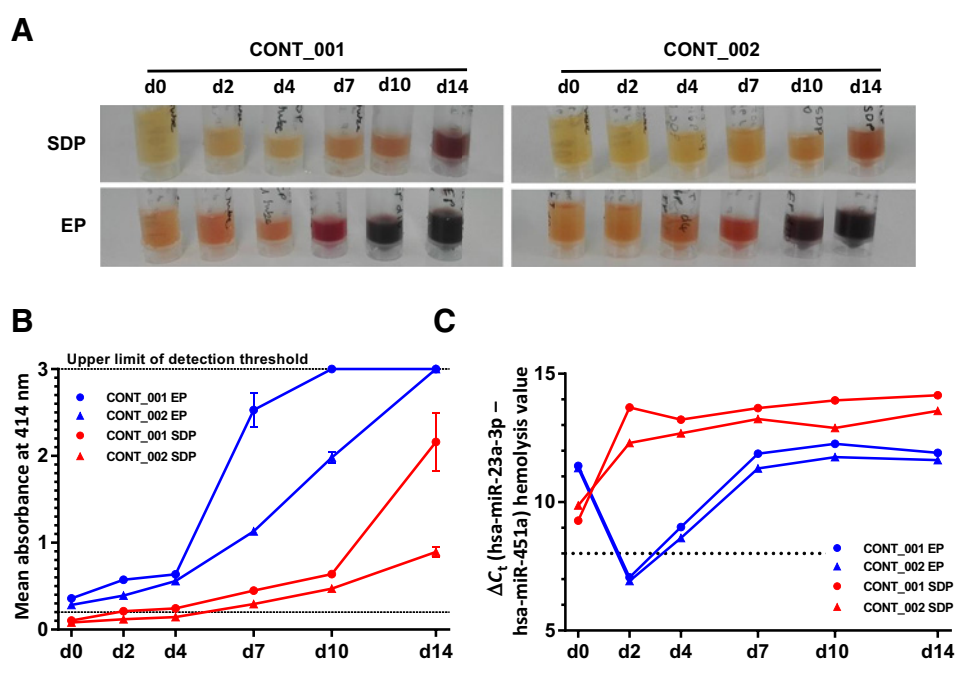 A
CONT_001
CONT_002
d0 d2 d4 d7 d10 d14
d0 d2 d4 d7 d10 d14
SDP
EP
B
C
Upper limit of detection threshold
Mean absorbance at 414 nm
3
2
1
0
CONT_001 EP
CONT_002 EP
CONT_001 SDP
CONT_002 SDP
d0 d2 d4 d7 d10 d14
ΔCt (hsa-miR-23a-3p –
hsa-miR-451a) hemolysis value
15
10
5
CONT_001 EP
CONT_002 EP
CONT_001 SDP
CONT_002 SDP
d0 d2 d4 d7 d10 d14